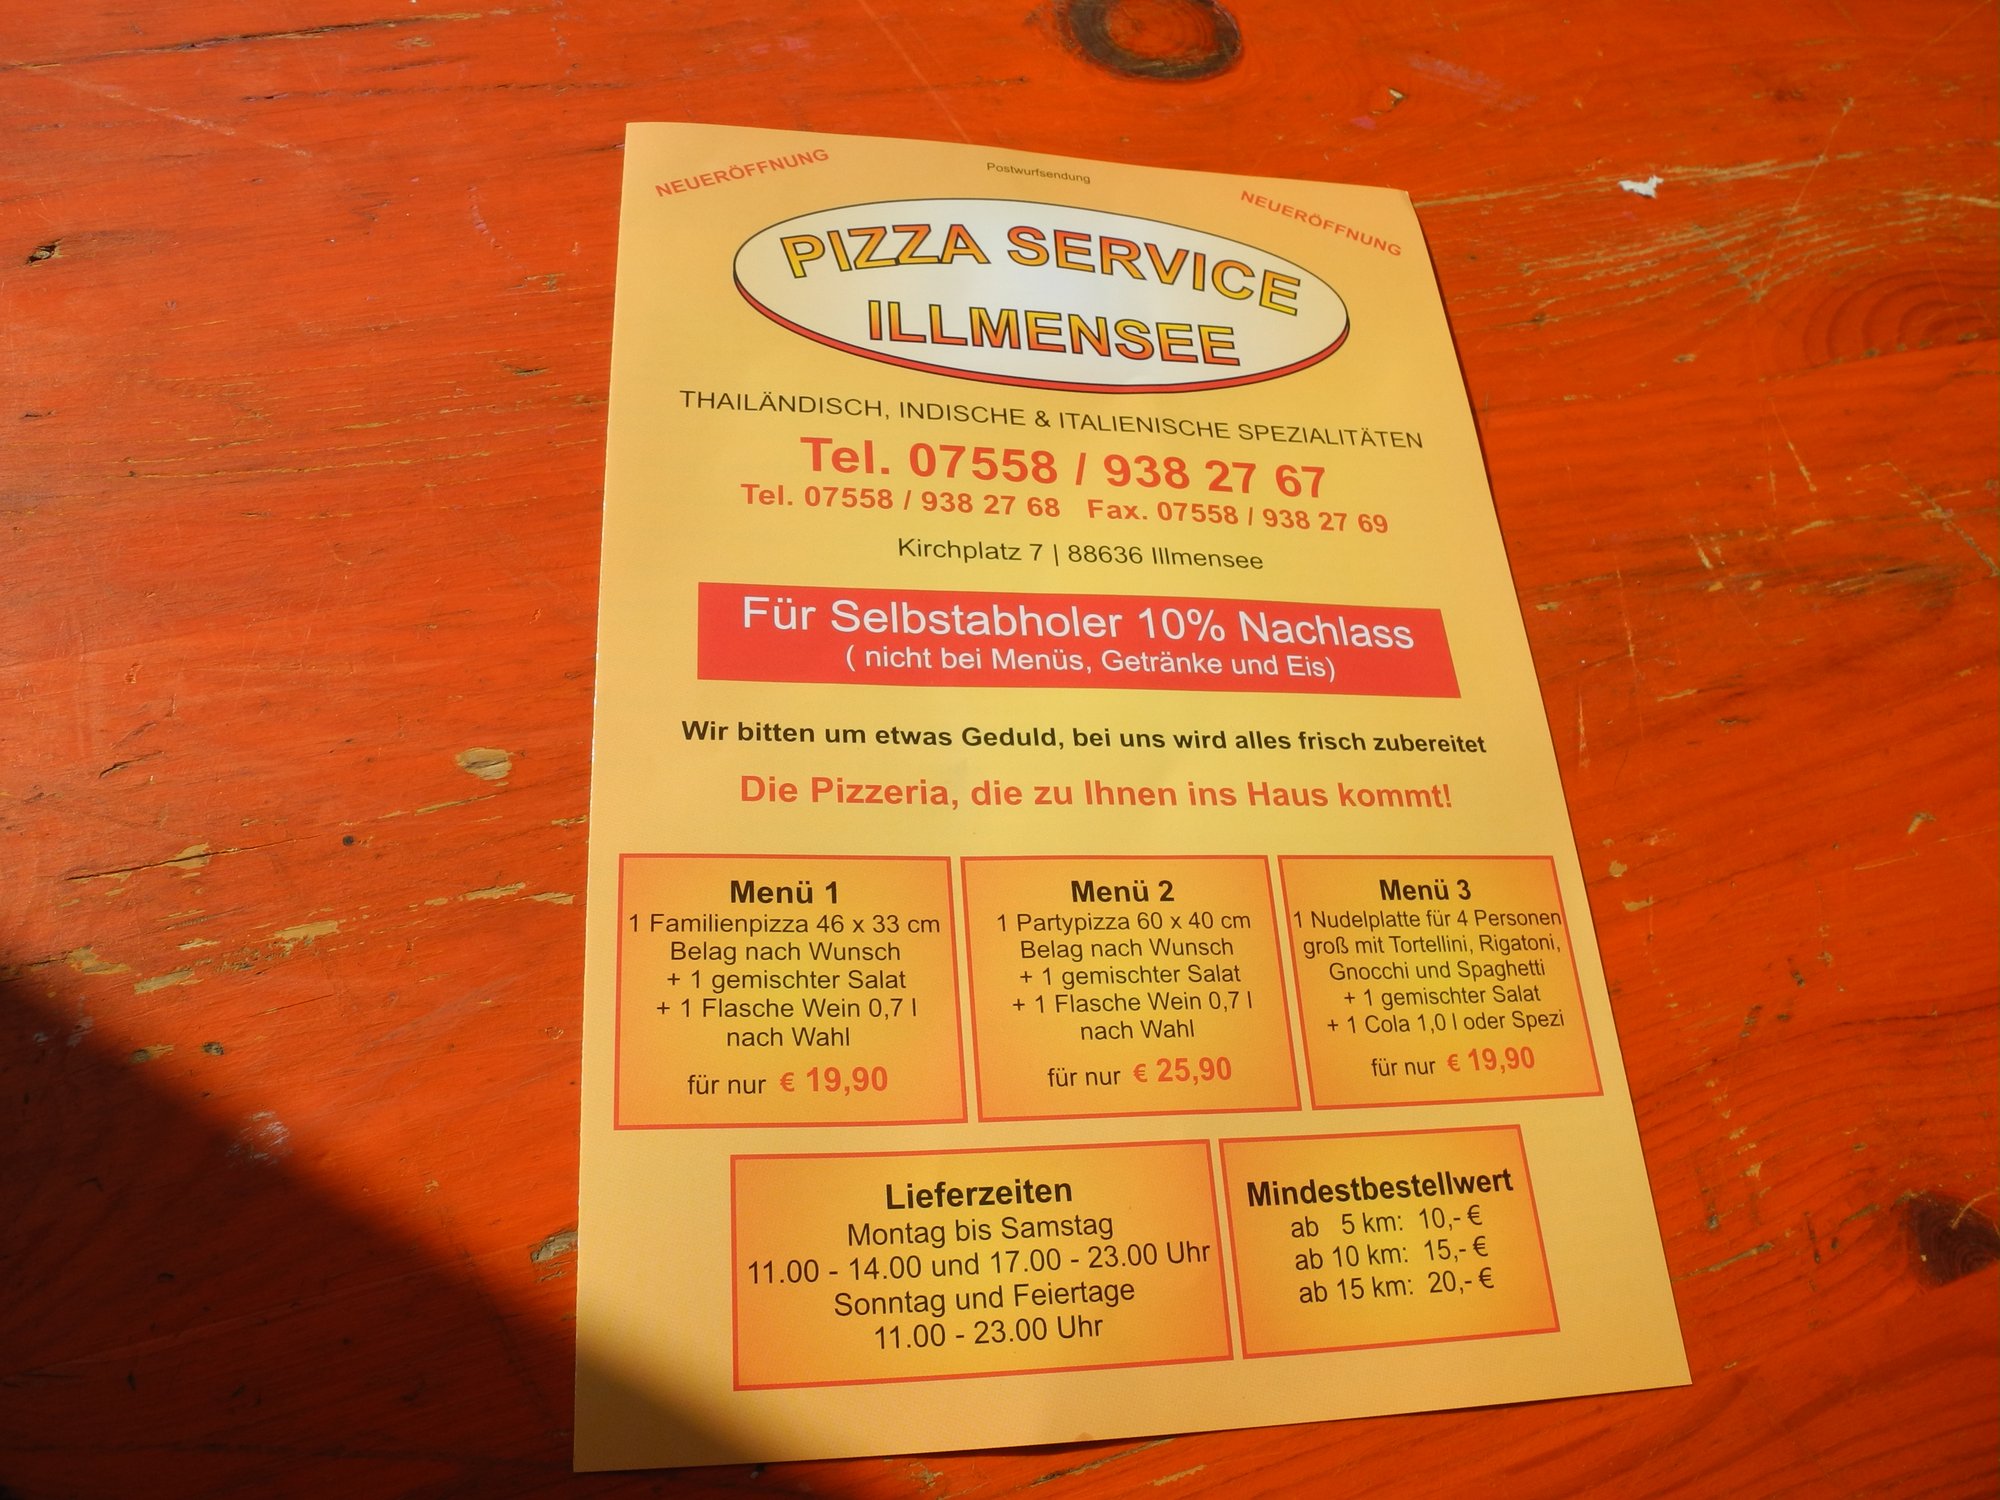 NEUERÖFFNUNG
Postwurfsendung
NEUERÖFFNUNG
PIZZA SERVICE
ILLMENSEE
THAILÄNDISCH, INDISCHE & ITALIENISCHE SPEZIALITÄTEN
Tel. 07558 / 938 27 67
Tel. 07558 / 938 27 68 Fax. 07558 / 938 27 69
Kirchplatz 7 | 88636 Illmensee
Für Selbstabholer 10% Nachlass
( nicht bei Menüs, Getränke und Eis)
Wir bitten um etwas Geduld, bei uns wird alles frisch zubereitet
Die Pizzeria, die zu Ihnen ins Haus kommt!
Menü 1
1 Familienpizza 46 x 33 cm
Belag nach Wunsch
+ 1 gemischter Salat
+ 1 Flasche Wein 0,7 l
nach Wahl
für nur € 19,90
Menü 2
1 Partypizza 60 x 40 cm
Belag nach Wunsch
+ 1 gemischter Salat
+ 1 Flasche Wein 0,7 l
nach Wahl
für nur € 25,90
Menü 3
1 Nudelplatte für 4 Personen
groß mit Tortellini, Rigatoni,
Gnocchi und Spaghetti
+ 1 gemischter Salat
+ 1 Cola 1,0 l oder Spezi
für nur € 19,90
Lieferzeiten
Montag bis Samstag
11.00 - 14.00 und 17.00 - 23.00 Uhr
Sonntag und Feiertage
11.00 - 23.00 Uhr
Mindestbestellwert
ab 5 km: 10,- €
ab 10 km: 15,- €
ab 15 km: 20,- €